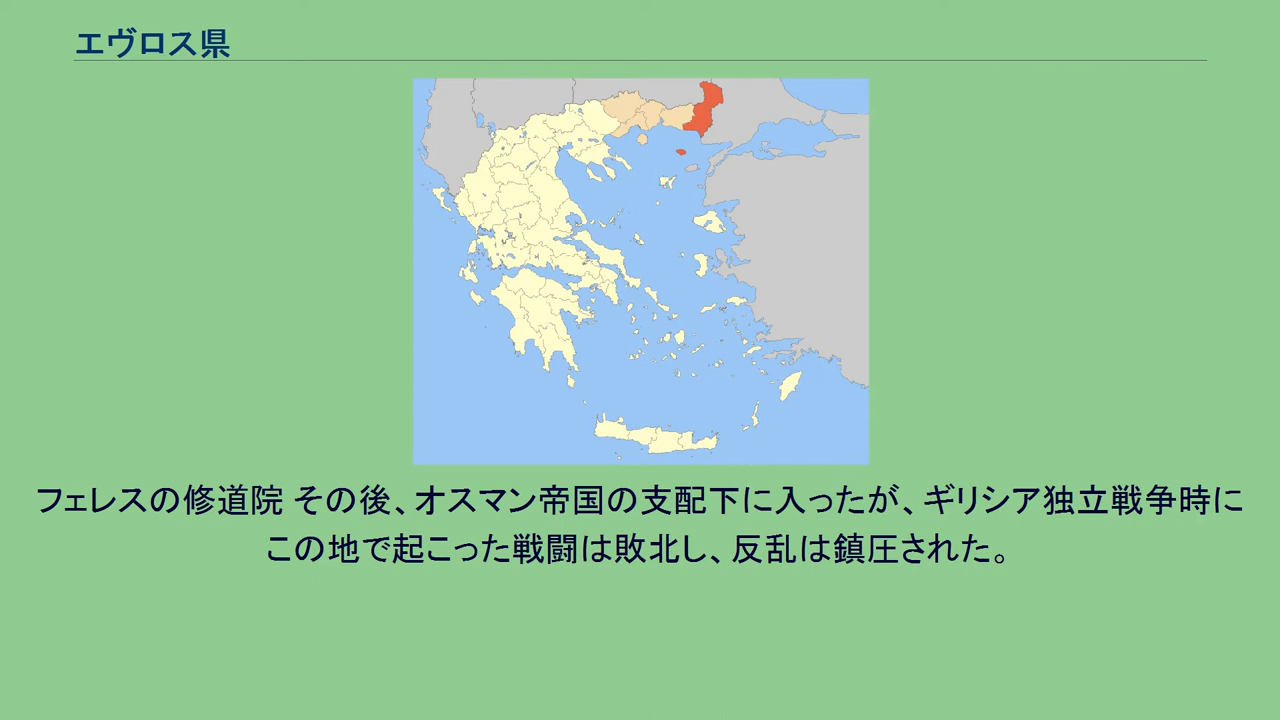 エヴロス県
フェレスの修道院 その後、オスマン帝国の支配下に入ったが、ギリシア独立戦争時に
この地で起こった戦闘は敗北し、反乱は鎮圧された。